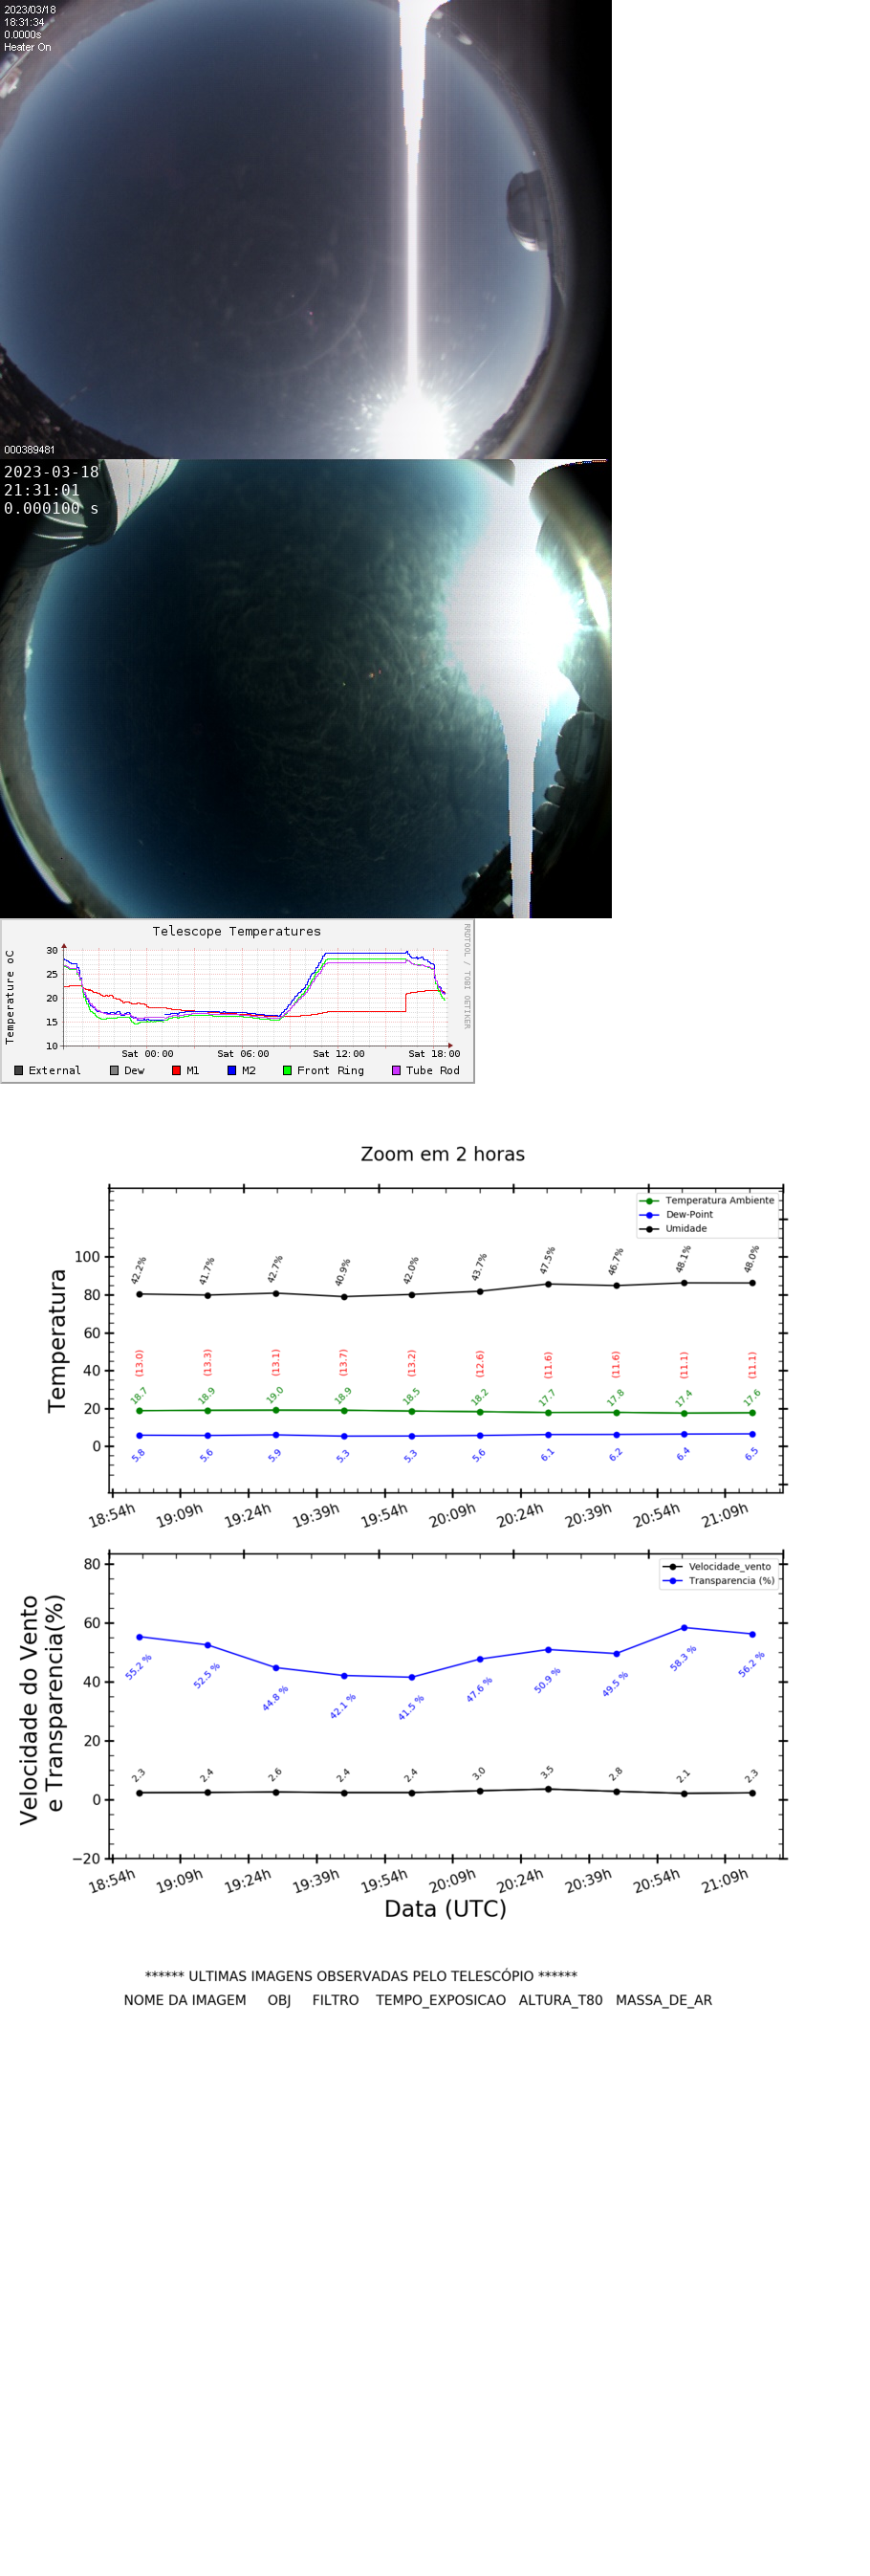 2023/03/18
18:31:34
0.0000s
Heater On
000389481
2023-03-18
21:31:01
0.000100 s
Telescope Temperatures
RRDTOOL / TOBI OETIKER
Temperature oC
30
25
20
15
10
Sat 00:00 Sat 06:00 Sat 12:00 Sat 18:00
External Dew M1 M2 Front Ring Tube Rod
Zoom em 2 horas
Temperatura Ambiente
Dew-Point
Umidade
Temperatura
100
80
60
40
20
0
42.2% 41.7% 42.7% 40.9% 42.0% 43.7% 47.5% 46.7% 48.1% 48.0%
(13.0) (13.3) (13.1) (13.7) (13.2) (12.6) (11.6) (11.6) (11.1) (11.1)
18.7 18.9 19.0 18.9 18.5 18.2 17.7 17.8 17.4 17.6
5.8 5.6 5.9 5.3 5.3 5.6 6.1 6.2 6.4 6.5
18:54h 19:09h 19:24h 19:39h 19:54h 20:09h 20:24h 20:39h 20:54h 21:09h
Velocidade_vento
Transparencia (%)
Velocidade do Vento
e Transparencia(%)
80
60
40
20
0
−20
55.2 % 52.5 % 44.8 % 42.1 % 41.5 % 47.6 % 50.9 % 49.5 % 58.3 % 56.2 %
2.3 2.4 2.6 2.4 2.4 3.0 3.5 2.8 2.1 2.3
18:54h 19:09h 19:24h 19:39h 19:54h 20:09h 20:24h 20:39h 20:54h 21:09h
Data (UTC)
****** ULTIMAS IMAGENS OBSERVADAS PELO TELESCÓPIO ******
NOME DA IMAGEM OBJ FILTRO TEMPO_EXPOSICAO ALTURA_T80 MASSA_DE_AR